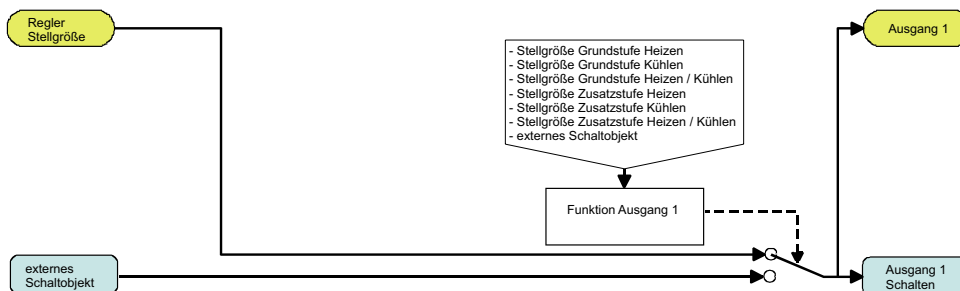 Regler
Stellgröße
Ausgang 1
- Stellgröße Grundstufe Heizen
- Stellgröße Grundstufe Kühlen
- Stellgröße Grundstufe Heizen / Kühlen
- Stellgröße Zusatzstufe Heizen
- Stellgröße Zusatzstufe Kühlen
- Stellgröße Zusatzstufe Heizen / Kühlen
- externes Schaltobjekt
Funktion Ausgang 1
externes
Schaltobjekt
Ausgang 1
Schalten